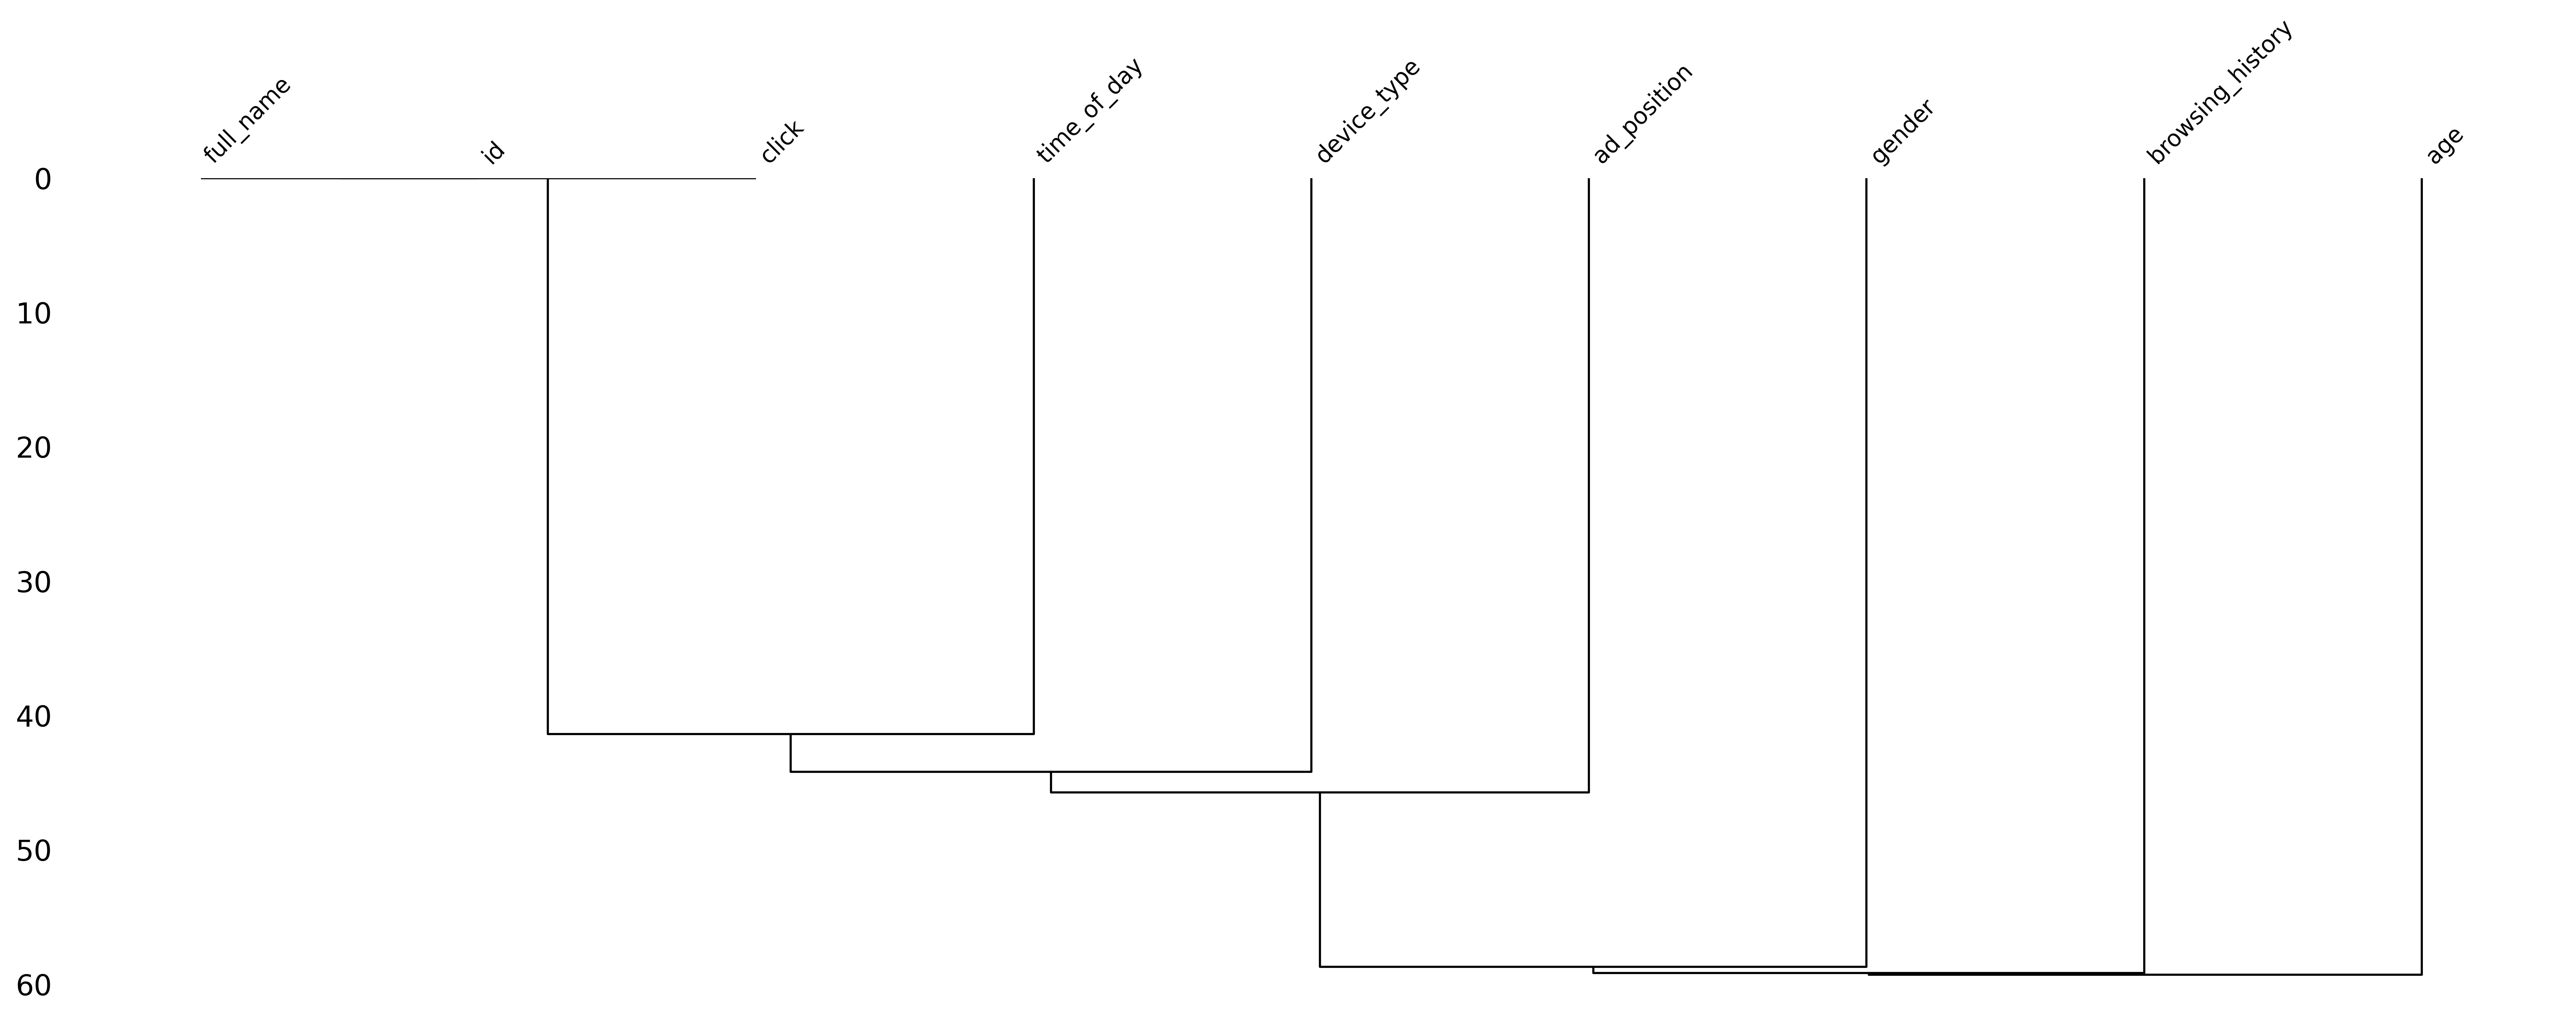 full_name
id
click
time_of_day
device_type
ad_position
gender
browsing_history
age
0
10
20
30
40
50
60